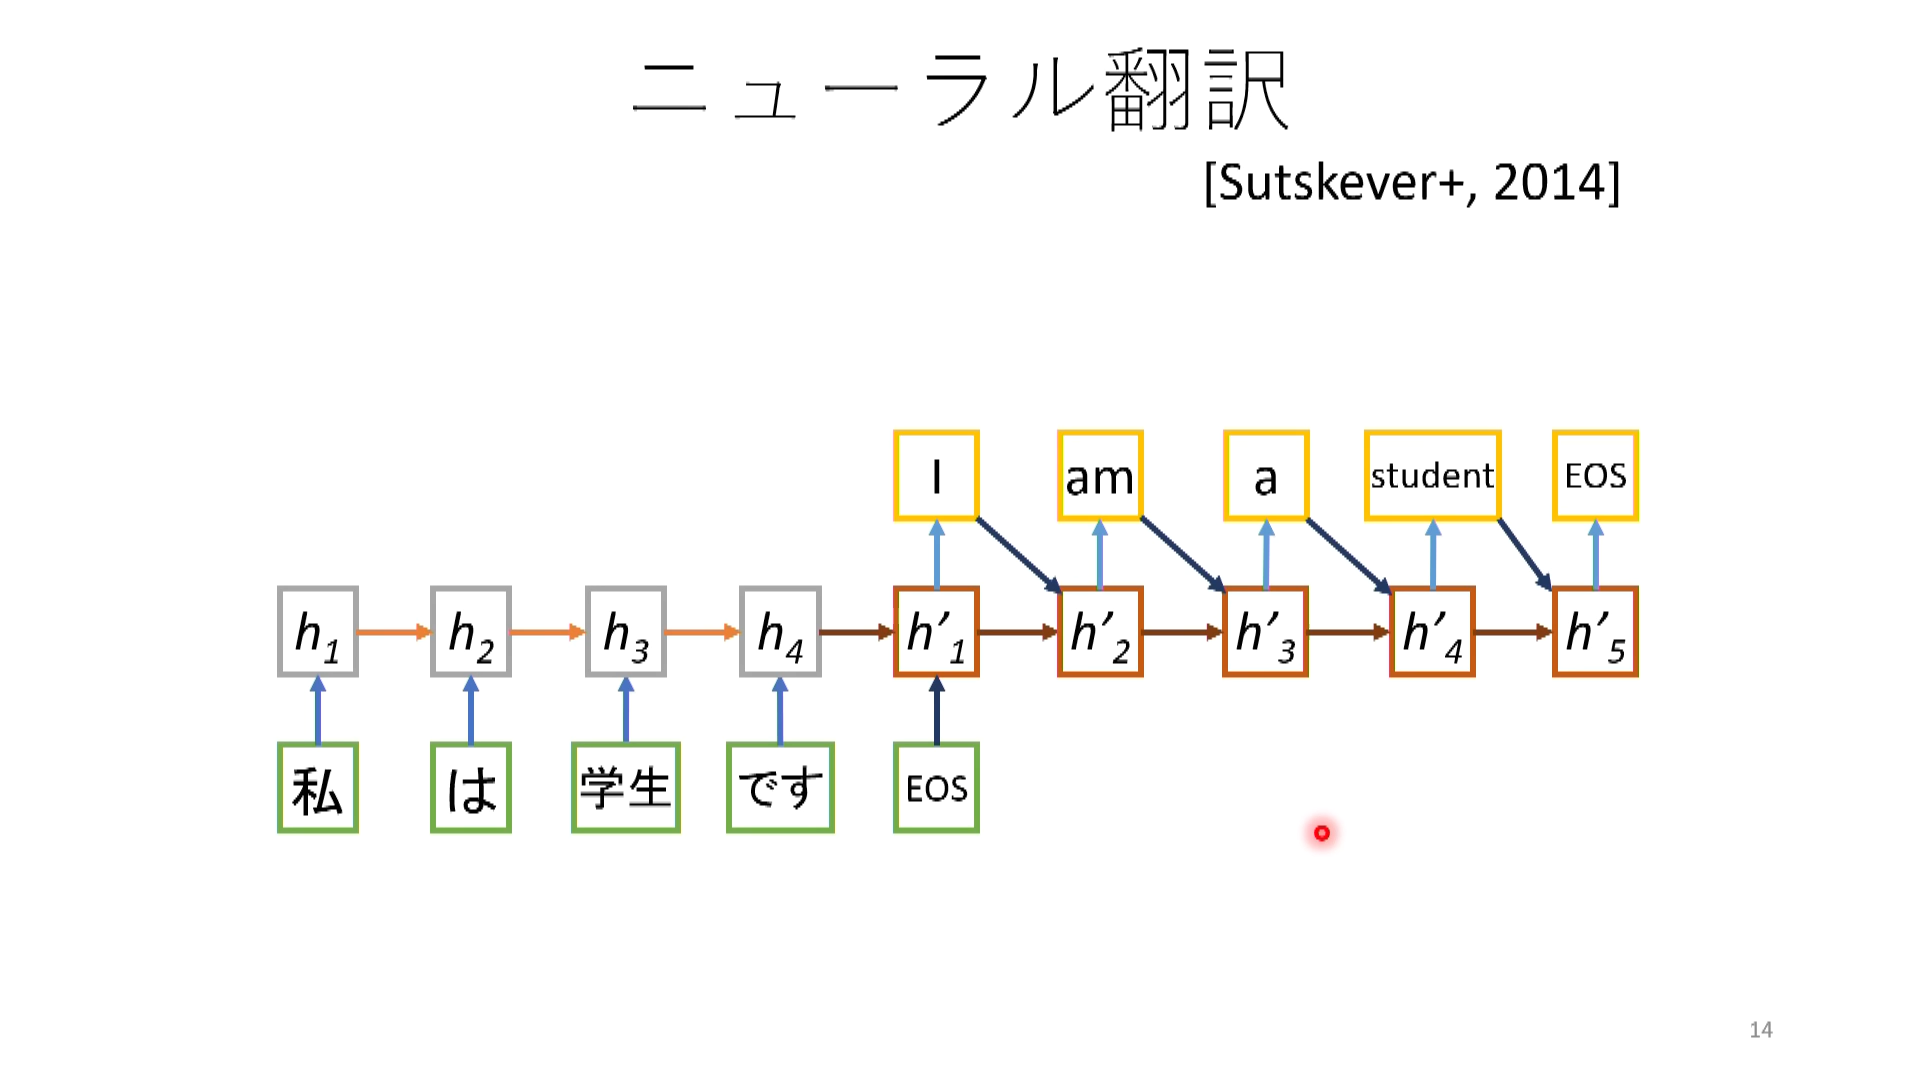 ニューラル翻訳
[Sutskever+, 2014]
I am a student EOS
h1 h2 h3 h4 h’1 h’2 h’3 h’4 h’5
私 は 学生 です EOS
14